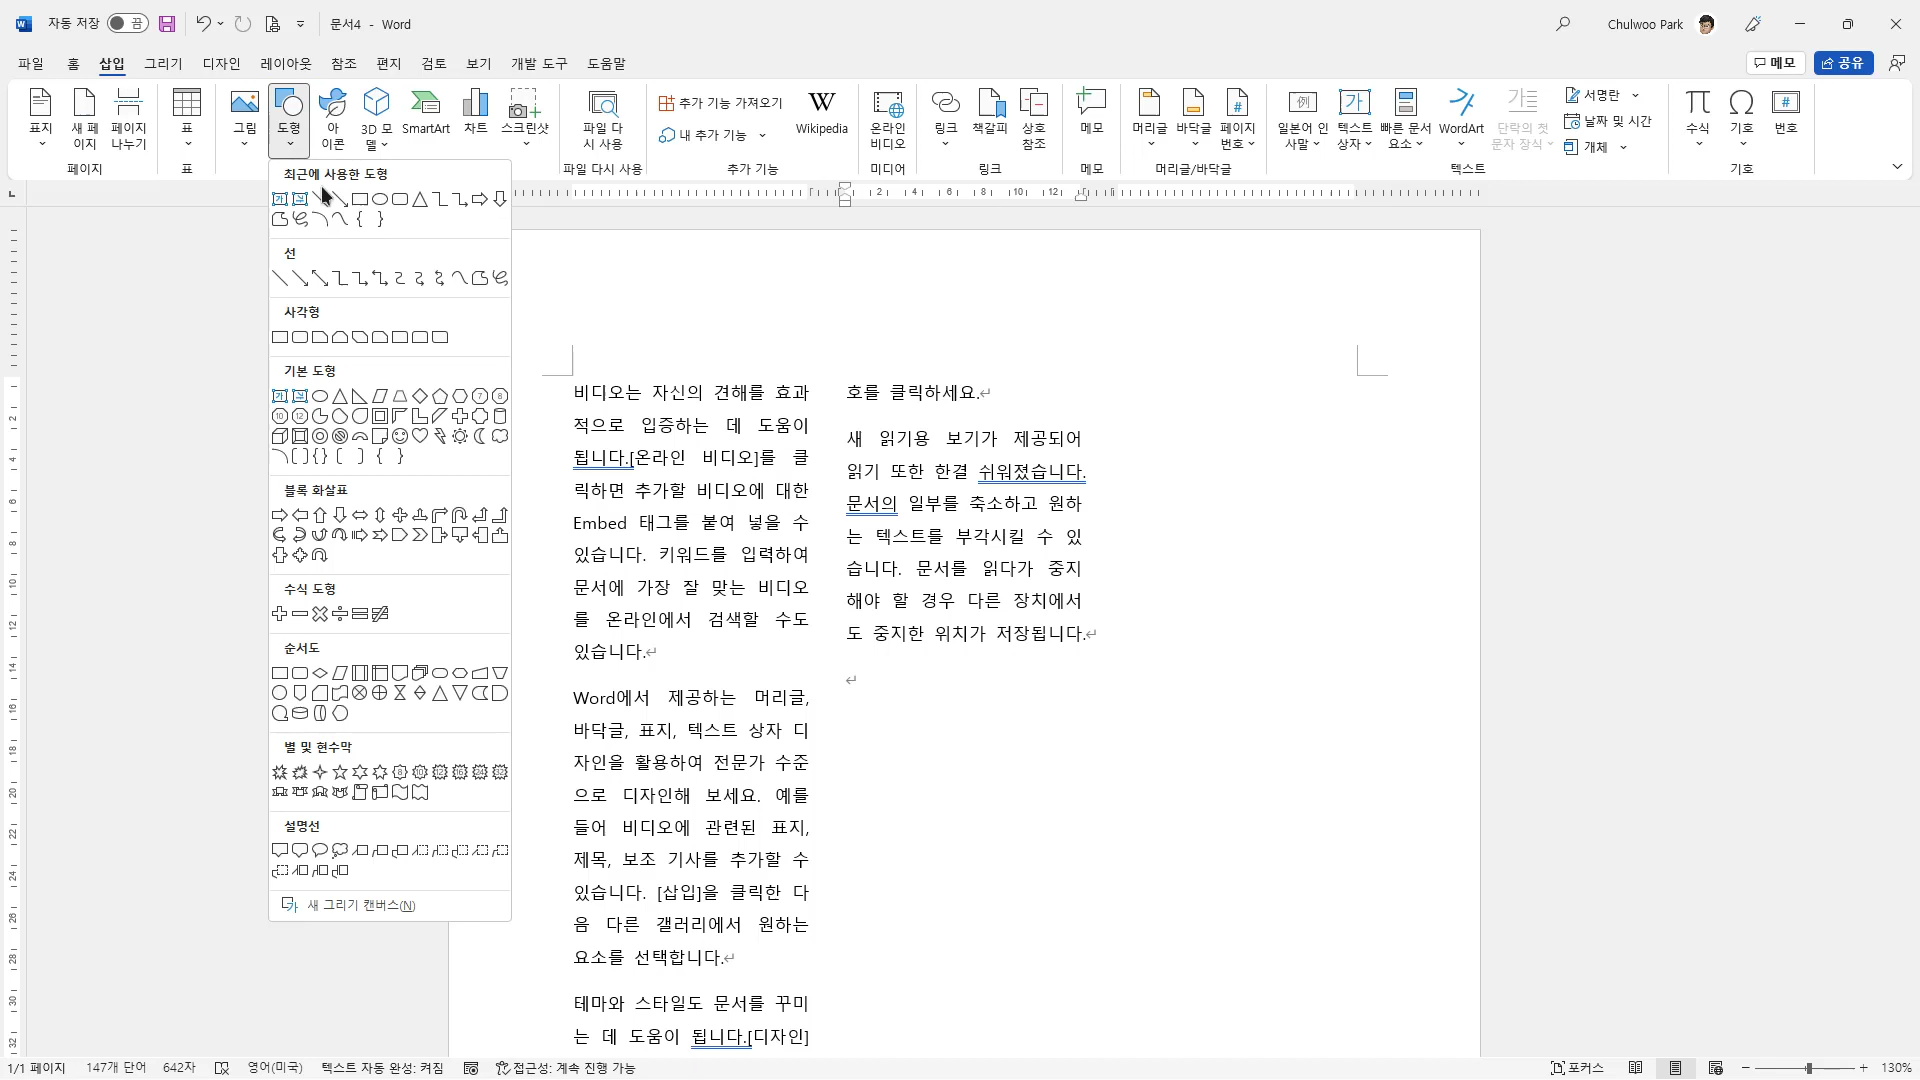 자동 저장 끔 문서4 - Word Chulwoo Park
파일 홈 삽입 그리기 디자인 레이아웃 참조 편지 검토 보기 개발 도구 도움말 메모 공유
표지
새 페이지
페이지 나누기
페이지
표
표
그림
도형
아이콘
3D 모델
SmartArt
차트
스크린샷
파일 다시 사용
파일 다시 사용
추가 기능 가져오기
내 추가 기능
Wikipedia
추가 기능
온라인 비디오
미디어
링크
책갈피
상호 참조
링크
메모
메모
머리글
바닥글
페이지 번호
머리글/바닥글
일본어 인사말
텍스트 상자
빠른 문서 요소
WordArt
단락의 첫 문자 장식
서명란
날짜 및 시간
개체
텍스트
수식
기호
번호
기호
최근에 사용한 도형
선
사각형
기본 도형
블록 화살표
수식 도형
순서도
별 및 현수막
설명선
새 그리기 캔버스(N)
비디오는 자신의 견해를 효과
적으로 입증하는 데 도움이
됩니다.[온라인 비디오]를 클
릭하면 추가할 비디오에 대한
Embed 태그를 붙여 넣을 수
있습니다. 키워드를 입력하여
문서에 가장 잘 맞는 비디오
를 온라인에서 검색할 수도
있습니다.
Word에서 제공하는 머리글,
바닥글, 표지, 텍스트 상자 디
자인을 활용하여 전문가 수준
으로 디자인해 보세요. 예를
들어 비디오에 관련된 표지,
제목, 보조 기사를 추가할 수
있습니다. [삽입]을 클릭한 다
음 다른 갤러리에서 원하는
요소를 선택합니다.
테마와 스타일도 문서를 꾸미
는 데 도움이 됩니다.[디자인]
호를 클릭하세요.
새 읽기용 보기가 제공되어
읽기 또한 한결 쉬워졌습니다.
문서의 일부를 축소하고 원하
는 텍스트를 부각시킬 수 있
습니다. 문서를 읽다가 중지
해야 할 경우 다른 장치에서
도 중지한 위치가 저장됩니다.
1/1 페이지 147개 단어 642자 영어(미국) 텍스트 자동 완성: 켜짐 접근성: 계속 진행 가능 포커스 130%